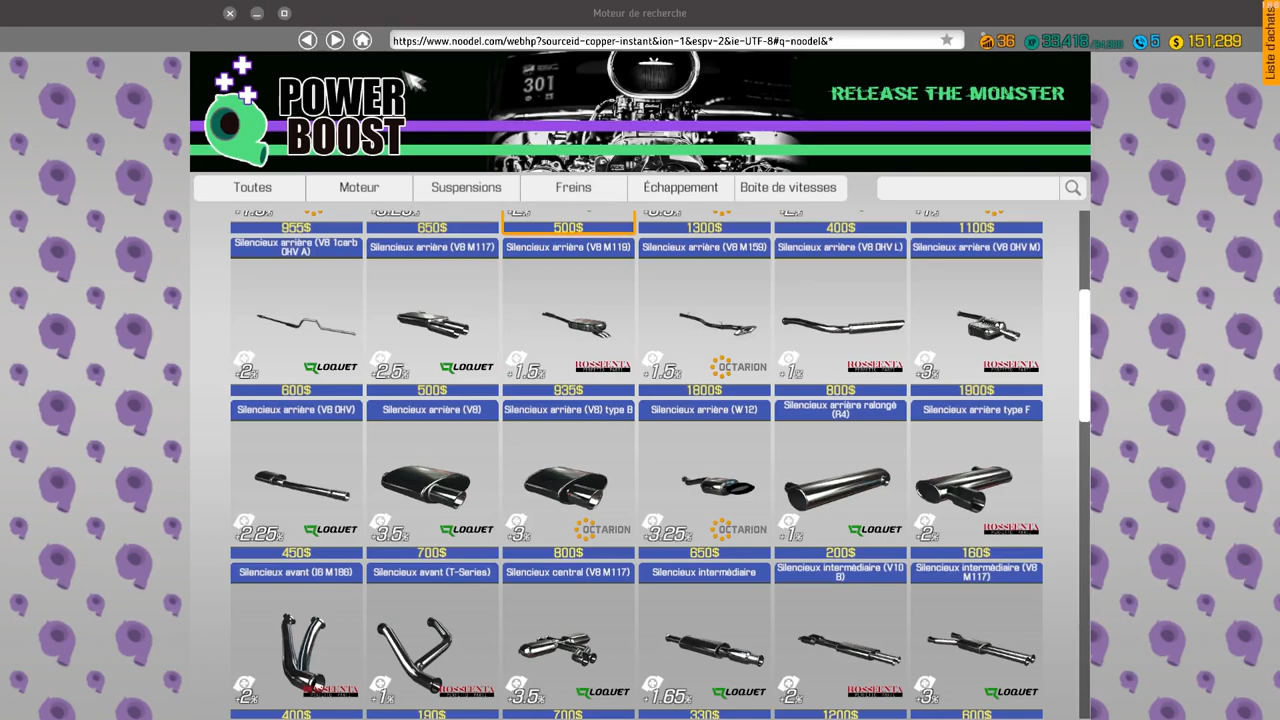 Moteur de recherche
https://www.noodel.com/webhp?sourceid-copper-instant&ion-1&espv-2&ie-UTF-8#q-noodel&*
36
5
151,289
Liste d'achats
301
POWER
BOOST
RELEASE THE MONSTER
Toutes
Moteur
Suspensions
Freins
Échappement
Boite de vitesses
955$
650$
500$
1300$
400$
1100$
Silencieux arrière (V8 1carb
OHV A)
Silencieux arrière (V8 M117)
Silencieux arrière (V8 M119)
Silencieux arrière (V8 M159)
Silencieux arrière (V8 OHV L)
Silencieux arrière (V8 OHV M)
+2%
LOQUET
+2.5%
LOQUET
+1.5%
ROSSFENTA
+1.5%
OCTARION
+1%
ROSSFENTA
+3%
ROSSFENTA
600$
500$
935$
1800$
800$
1900$
Silencieux arrière (V8 OHV)
Silencieux arrière (V8)
Silencieux arrière (V8) type B
Silencieux arrière (W12)
Silencieux arrière ralongé
(R4)
Silencieux arrière type F
+2.25%
LOQUET
+3.5%
LOQUET
+3%
OCTARION
+3.25%
OCTARION
+1%
LOQUET
+2%
ROSSFENTA
450$
700$
800$
650$
200$
160$
Silencieux avant (I6 M186)
Silencieux avant (T-Series)
Silencieux central (V8 M117)
Silencieux intermédiaire
Silencieux intermédiaire (V10
B)
Silencieux intermédiaire (V8
M117)
+2%
ROSSFENTA
+1%
ROSSFENTA
+3.5%
LOQUET
+1.65%
LOQUET
+2%
ROSSFENTA
+3%
LOQUET
400$
190$
700$
330$
1200$
600$